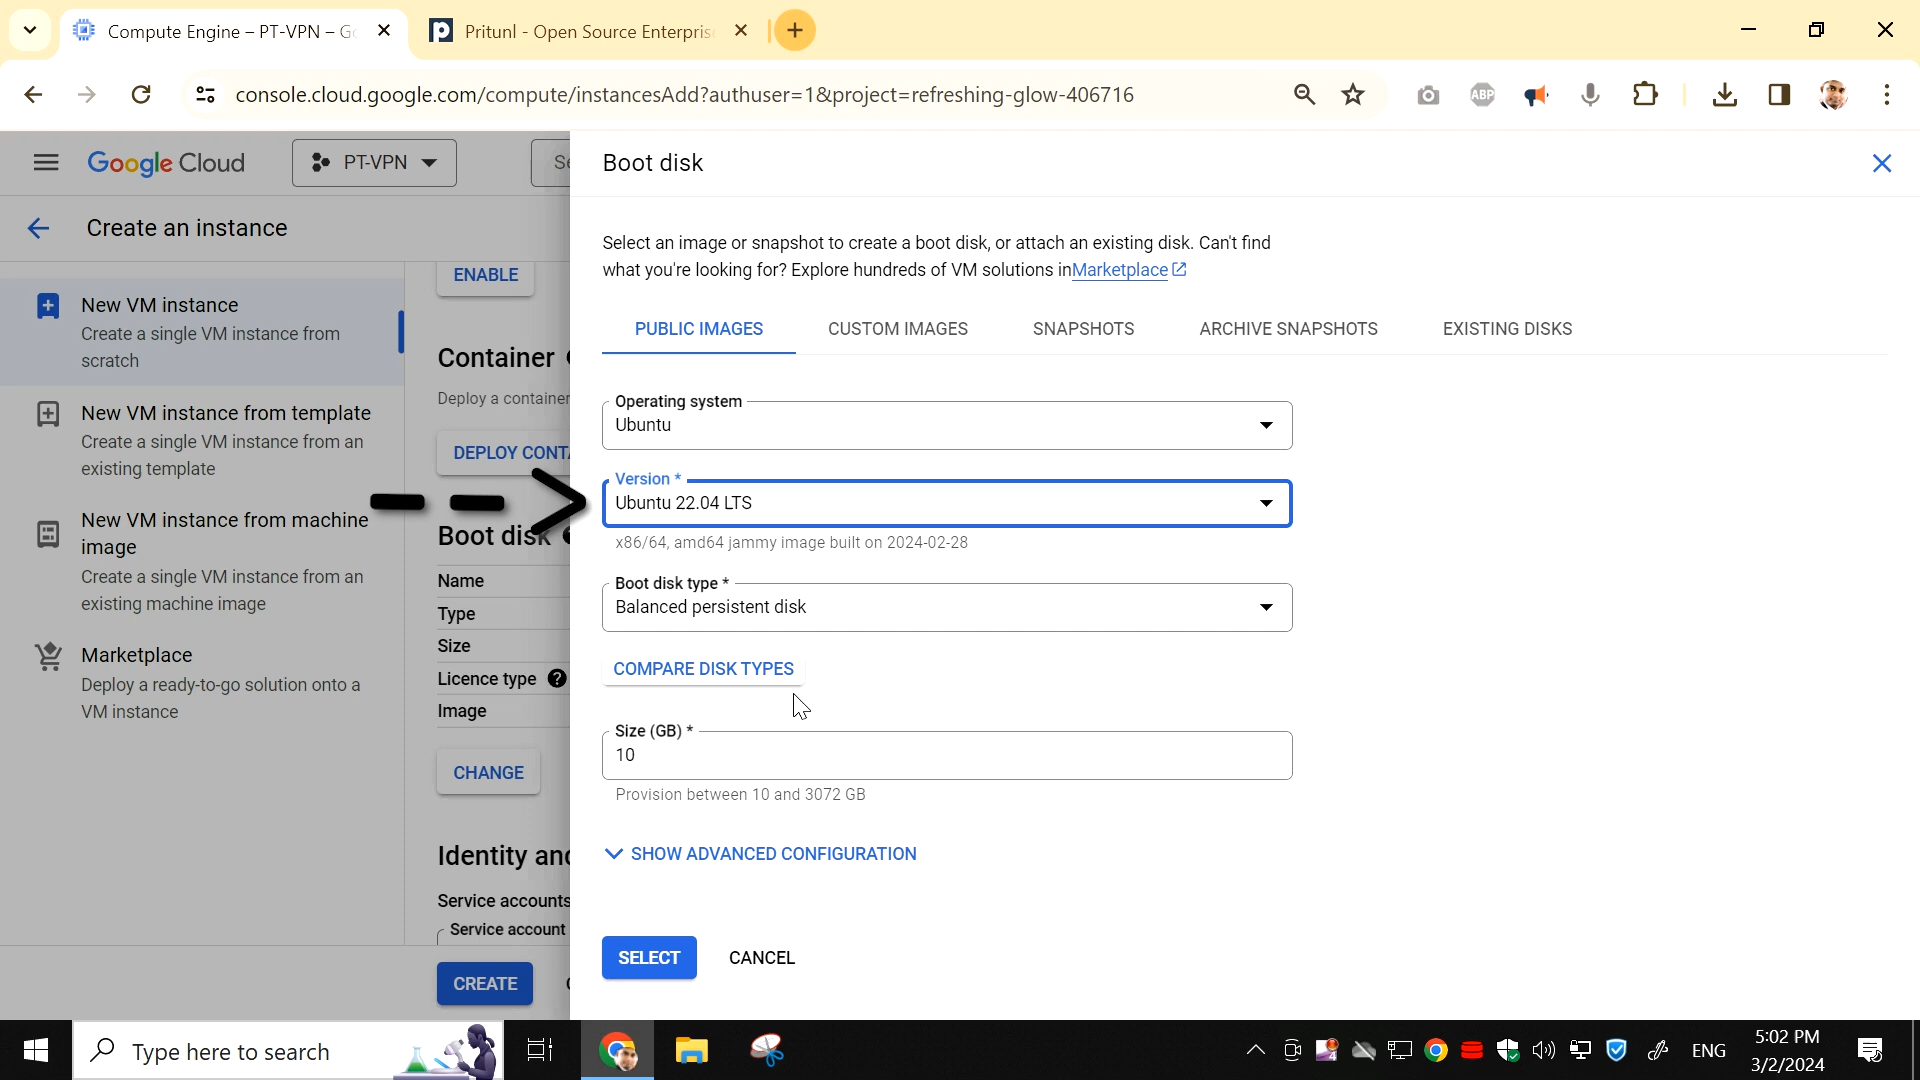 Compute Engine – PT-VPN – Go
Pritunl - Open Source Enterpris
console.cloud.google.com/compute/instancesAdd?authuser=1&project=refreshing-glow-406716
ABP
Google Cloud
PT-VPN
Se
Boot disk
Create an instance
Select an image or snapshot to create a boot disk, or attach an existing disk. Can't find
what you're looking for? Explore hundreds of VM solutions in Marketplace
PUBLIC IMAGES
CUSTOM IMAGES
SNAPSHOTS
ARCHIVE SNAPSHOTS
EXISTING DISKS
New VM instance
Create a single VM instance from
scratch
New VM instance from template
Create a single VM instance from an
existing template
New VM instance from machine
image
Create a single VM instance from an
existing machine image
Marketplace
Deploy a ready-to-go solution onto a
VM instance
ENABLE
Container
Deploy a container
DEPLOY CONTA
Boot disk
Name
Type
Size
Licence type
Image
CHANGE
Identity and
Service accounts
Service account
CREATE
Operating system
Ubuntu
Version *
Ubuntu 22.04 LTS
x86/64, amd64 jammy image built on 2024-02-28
Boot disk type *
Balanced persistent disk
COMPARE DISK TYPES
Size (GB) *
10
Provision between 10 and 3072 GB
SHOW ADVANCED CONFIGURATION
SELECT
CANCEL
Type here to search
ENG
5:02 PM
3/2/2024